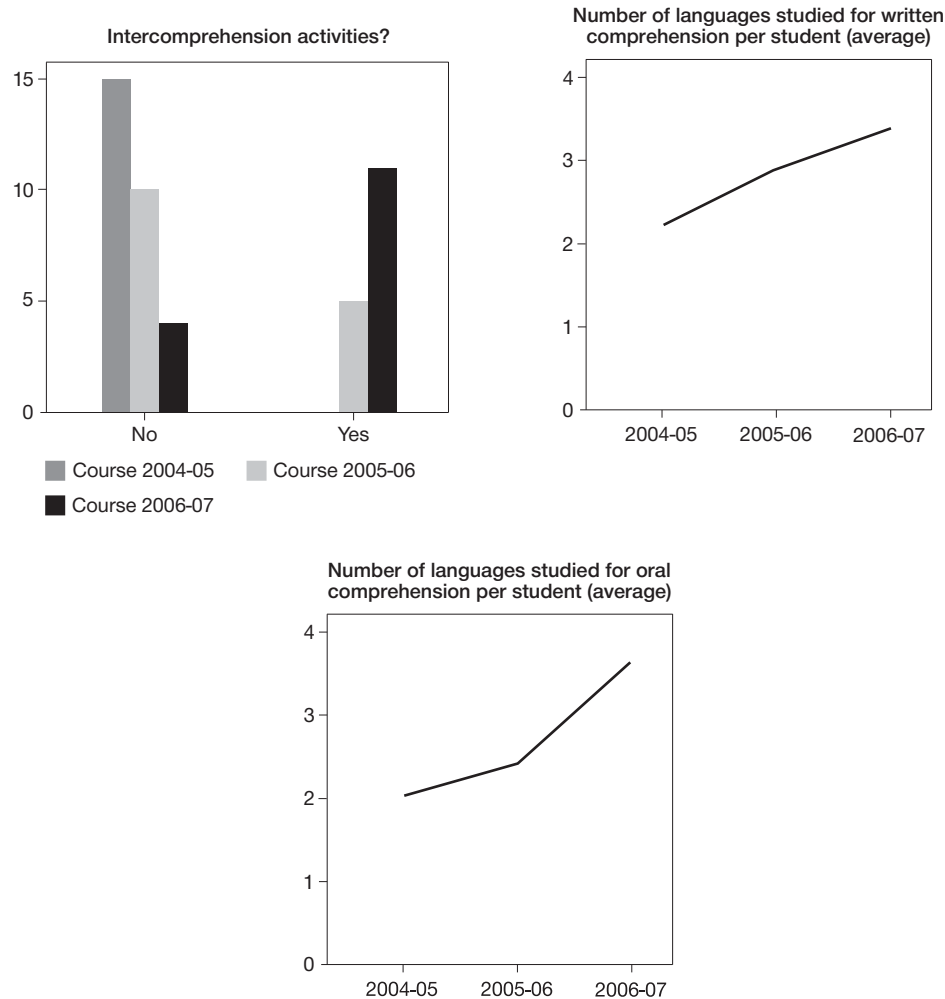 Intercomprehension activities?
15
10
5
0
No
Yes
Course 2004-05
Course 2005-06
Course 2006-07
Number of languages studied for written
comprehension per student (average)
4
3
2
1
0
2004-05
2005-06
2006-07
Number of languages studied for oral
comprehension per student (average)
4
3
2
1
0
2004-05
2005-06
2006-07